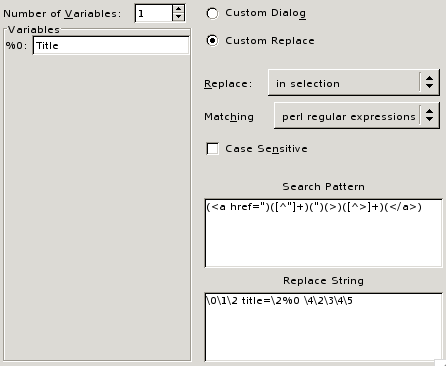 Number of Variables: 1
Variables
%0: Title
Custom Dialog
Custom Replace
Replace: in selection
Matching perl regular expressions
Case Sensitive
Search Pattern
(<a href=")([^"]+)(")(>)([^>]+)(</a>)
Replace String
\0\1\2 title=\2%0 \4\2\3\4\5